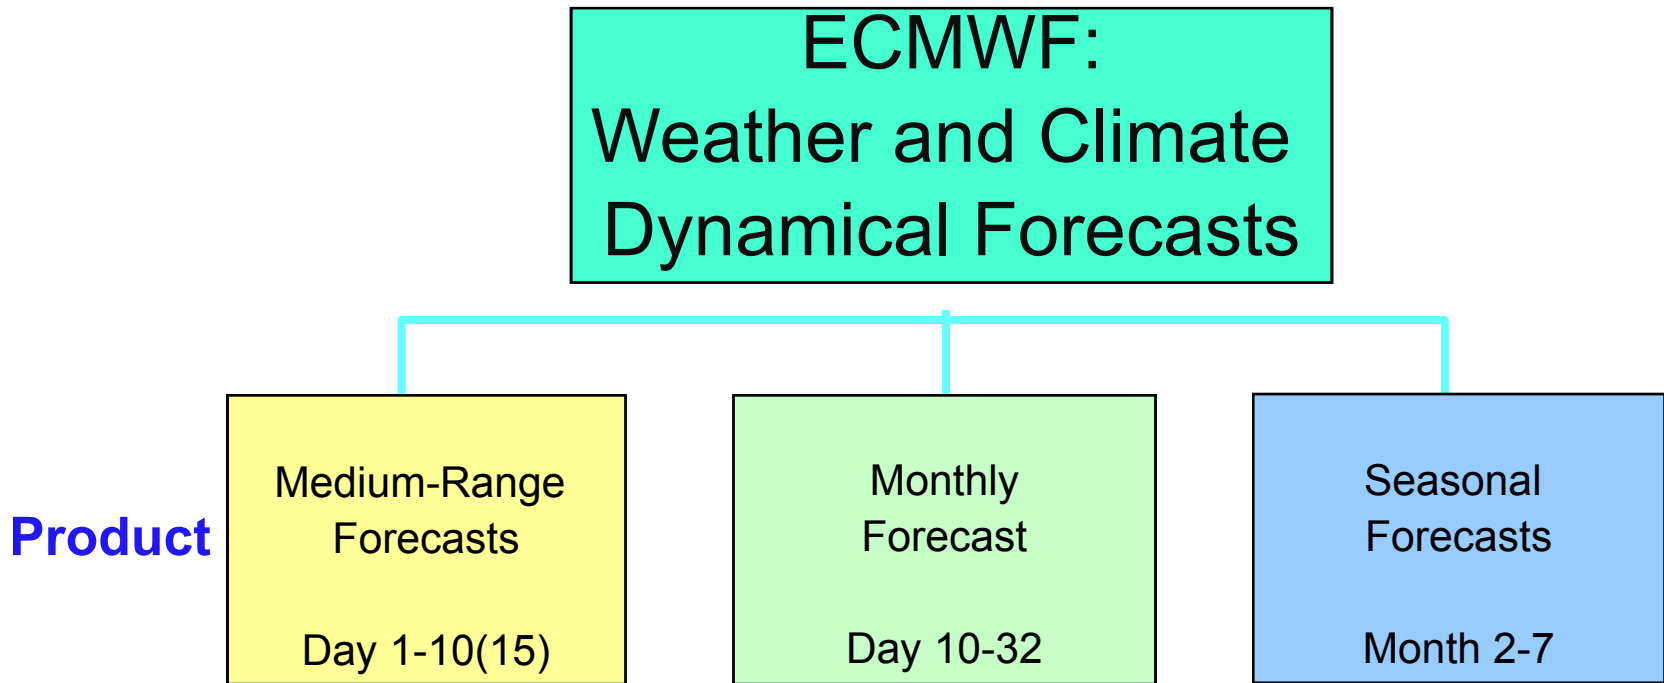 ECMWF:
Weather and Climate
Dynamical Forecasts
Product
Medium-Range
Forecasts
Day 1-10(15)
Monthly
Forecast
Day 10-32
Seasonal
Forecasts
Month 2-7